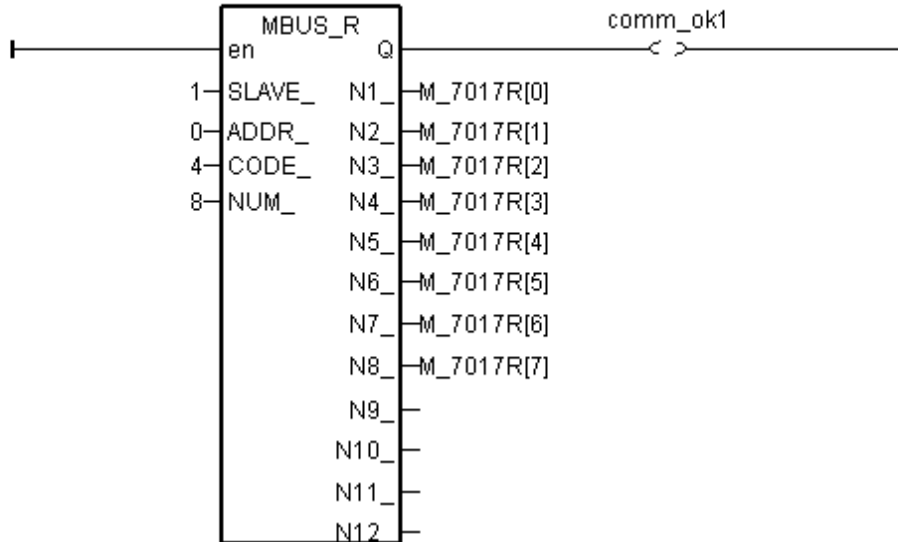 MBUS_R comm_ok1
en Q
1 SLAVE_ N1_ M_7017R[0]
0 ADDR_ N2_ M_7017R[1]
4 CODE_ N3_ M_7017R[2]
8 NUM_ N4_ M_7017R[3]
N5_ M_7017R[4]
N6_ M_7017R[5]
N7_ M_7017R[6]
N8_ M_7017R[7]
N9_
N10_
N11_
N12_